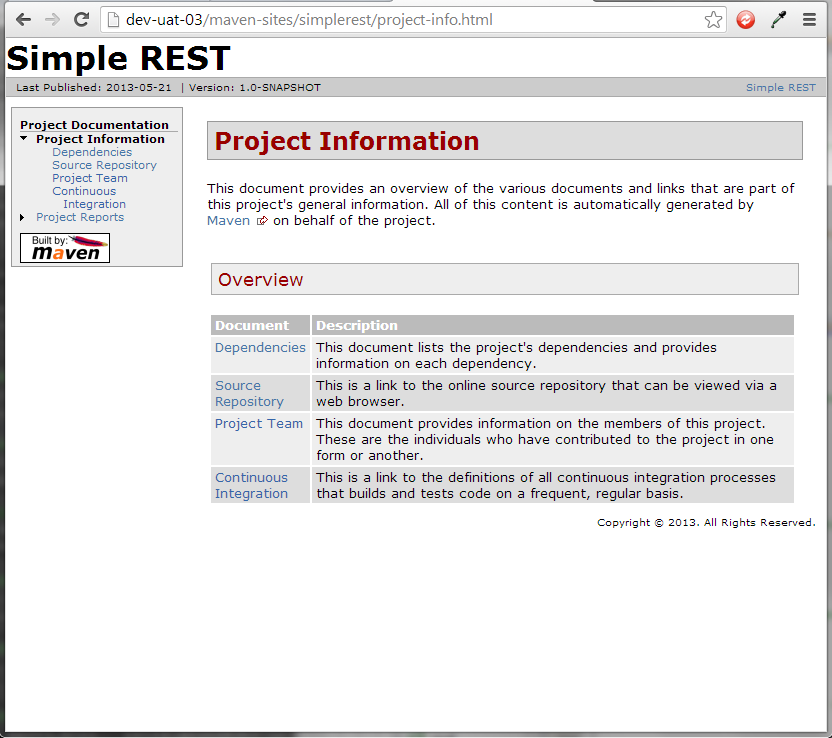 dev-uat-03/maven-sites/simplerest/project-info.html
Simple REST
Last Published: 2013-05-21 | Version: 1.0-SNAPSHOT
Simple REST
Project Documentation
Project Information
Dependencies
Source Repository
Project Team
Continuous
Integration
Project Reports
Built by:
maven
Project Information
This document provides an overview of the various documents and links that are part of
this project's general information. All of this content is automatically generated by
Maven on behalf of the project.
Overview
Document Description
Dependencies This document lists the project's dependencies and provides
information on each dependency.
Source This is a link to the online source repository that can be viewed via a
Repository web browser.
Project Team This document provides information on the members of this project.
These are the individuals who have contributed to the project in one
form or another.
Continuous This is a link to the definitions of all continuous integration processes
Integration that builds and tests code on a frequent, regular basis.
Copyright © 2013. All Rights Reserved.